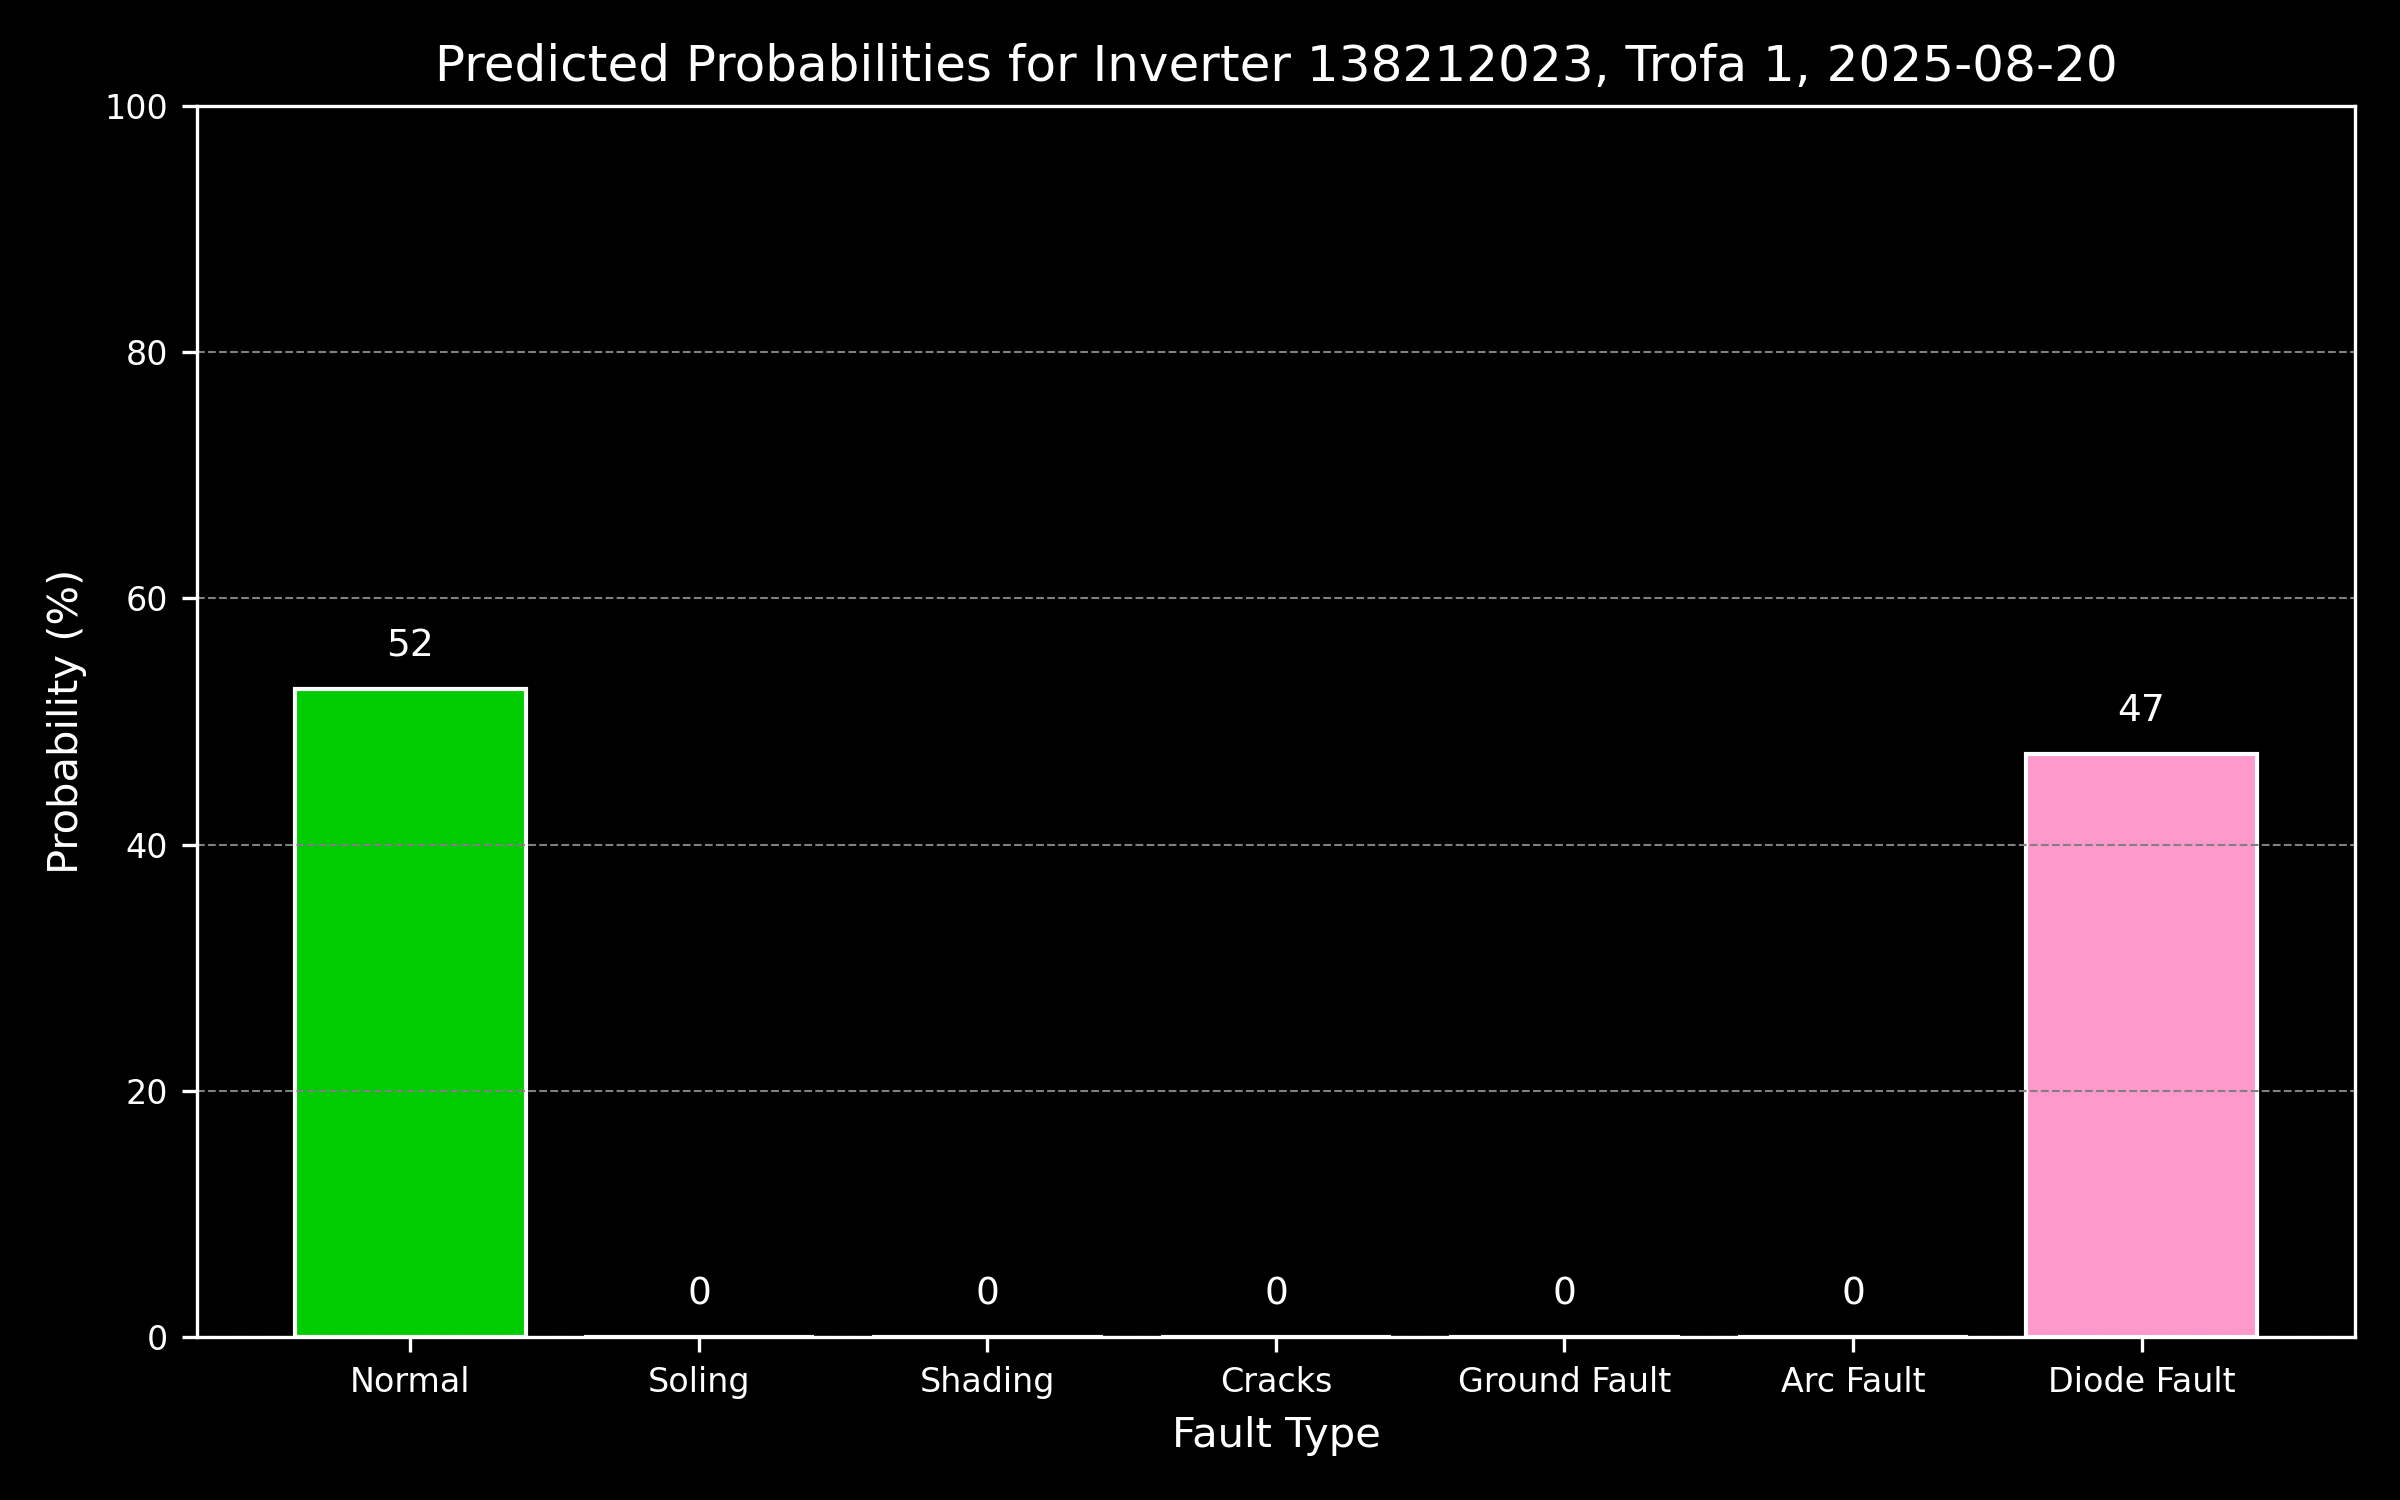 Predicted Probabilities for Inverter 138212023, Trofa 1, 2025-08-20
100
80
60
40
20
0
Probability (%)
52
0
0
0
0
0
47
Normal
Soling
Shading
Cracks
Ground Fault
Arc Fault
Diode Fault
Fault Type